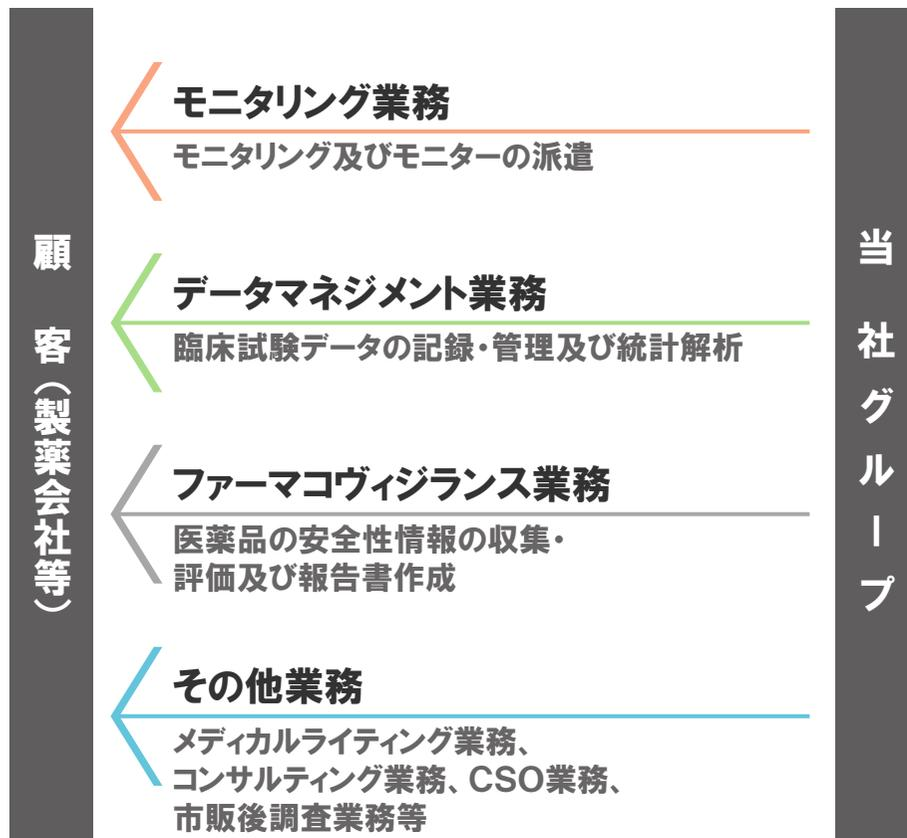 顧客（製薬会社等）
モニタリング業務
モニタリング及びモニターの派遣
データマネジメント業務
臨床試験データの記録・管理及び統計解析
ファーマコヴィジランス業務
医薬品の安全性情報の収集・
評価及び報告書作成
その他業務
メディカルライティング業務、
コンサルティング業務、CSO業務、
市販後調査業務等
当社グループ